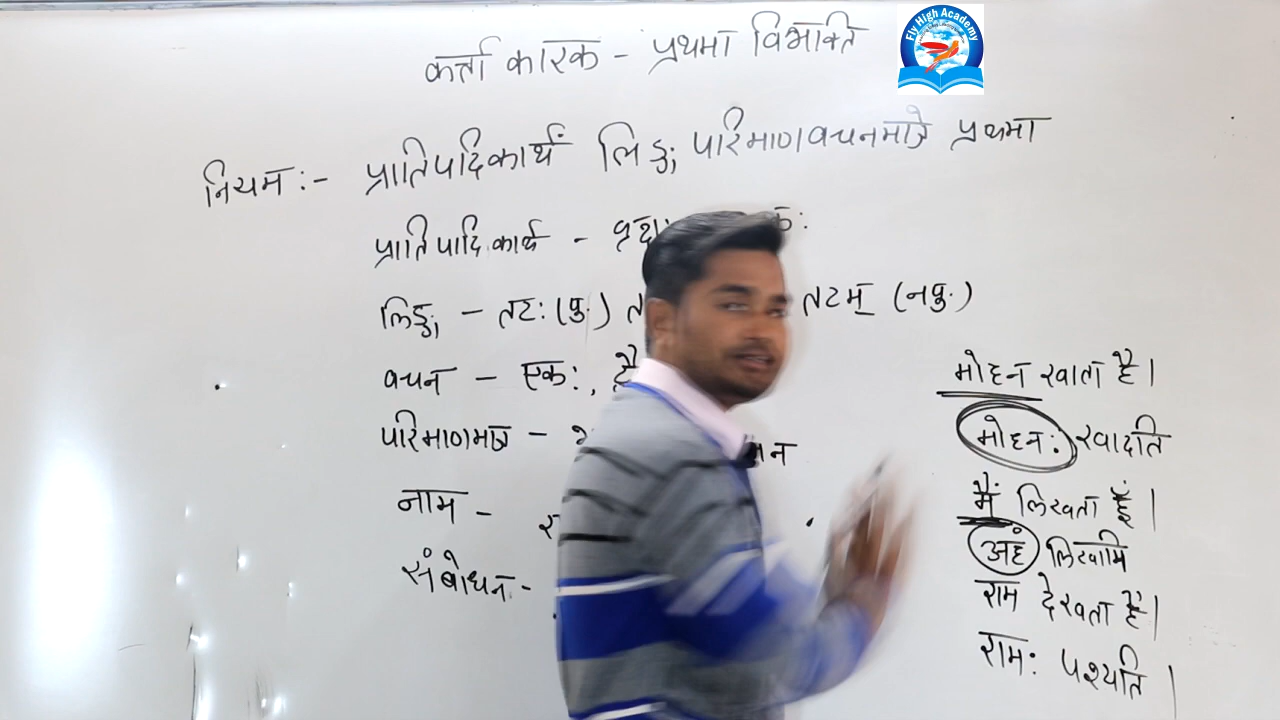 कर्त्ता कारक - प्रथमा विभक्ति
Fly High Academy
नियम :- प्रातिपदिकार्थ लिङ्ग परिमाणवचनमात्रे प्रथमा
प्रातिपादिकार्थ -
लिङ्ग - तटः (पु.) तटम् (नपु.)
वचन - एकः,
परिमाणमात्र -
नाम -
संबोधन -
मोहन खाता है।
मोहनः खादति
मैं लिखता हूँ।
अहं लिखामि
राम देखता है।
रामः पश्यति।